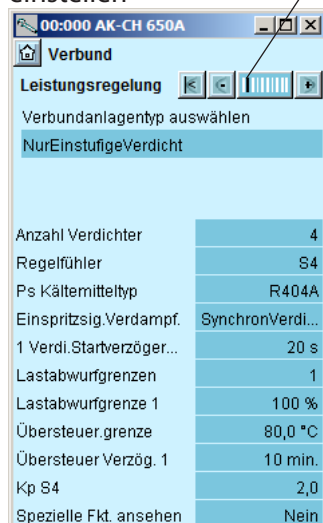 einstellen
00:000 AK-CH 650A
Verbund
Leistungsregelung
Verbundanlagentyp auswählen
NurEinstufigeVerdicht
Anzahl Verdichter 4
Regelfühler S4
Ps Kältemitteltyp R404A
Einspritzsig.Verdampf. SynchronVerdi...
1 Verdi.Startverzöger... 20 s
Lastabwurfgrenzen 1
Lastabwurfgrenze 1 100 %
Übersteuer.grenze 80,0 °C
Übersteuer Verzög. 1 10 min.
Kp S4 2,0
Spezielle Fkt. ansehen Nein